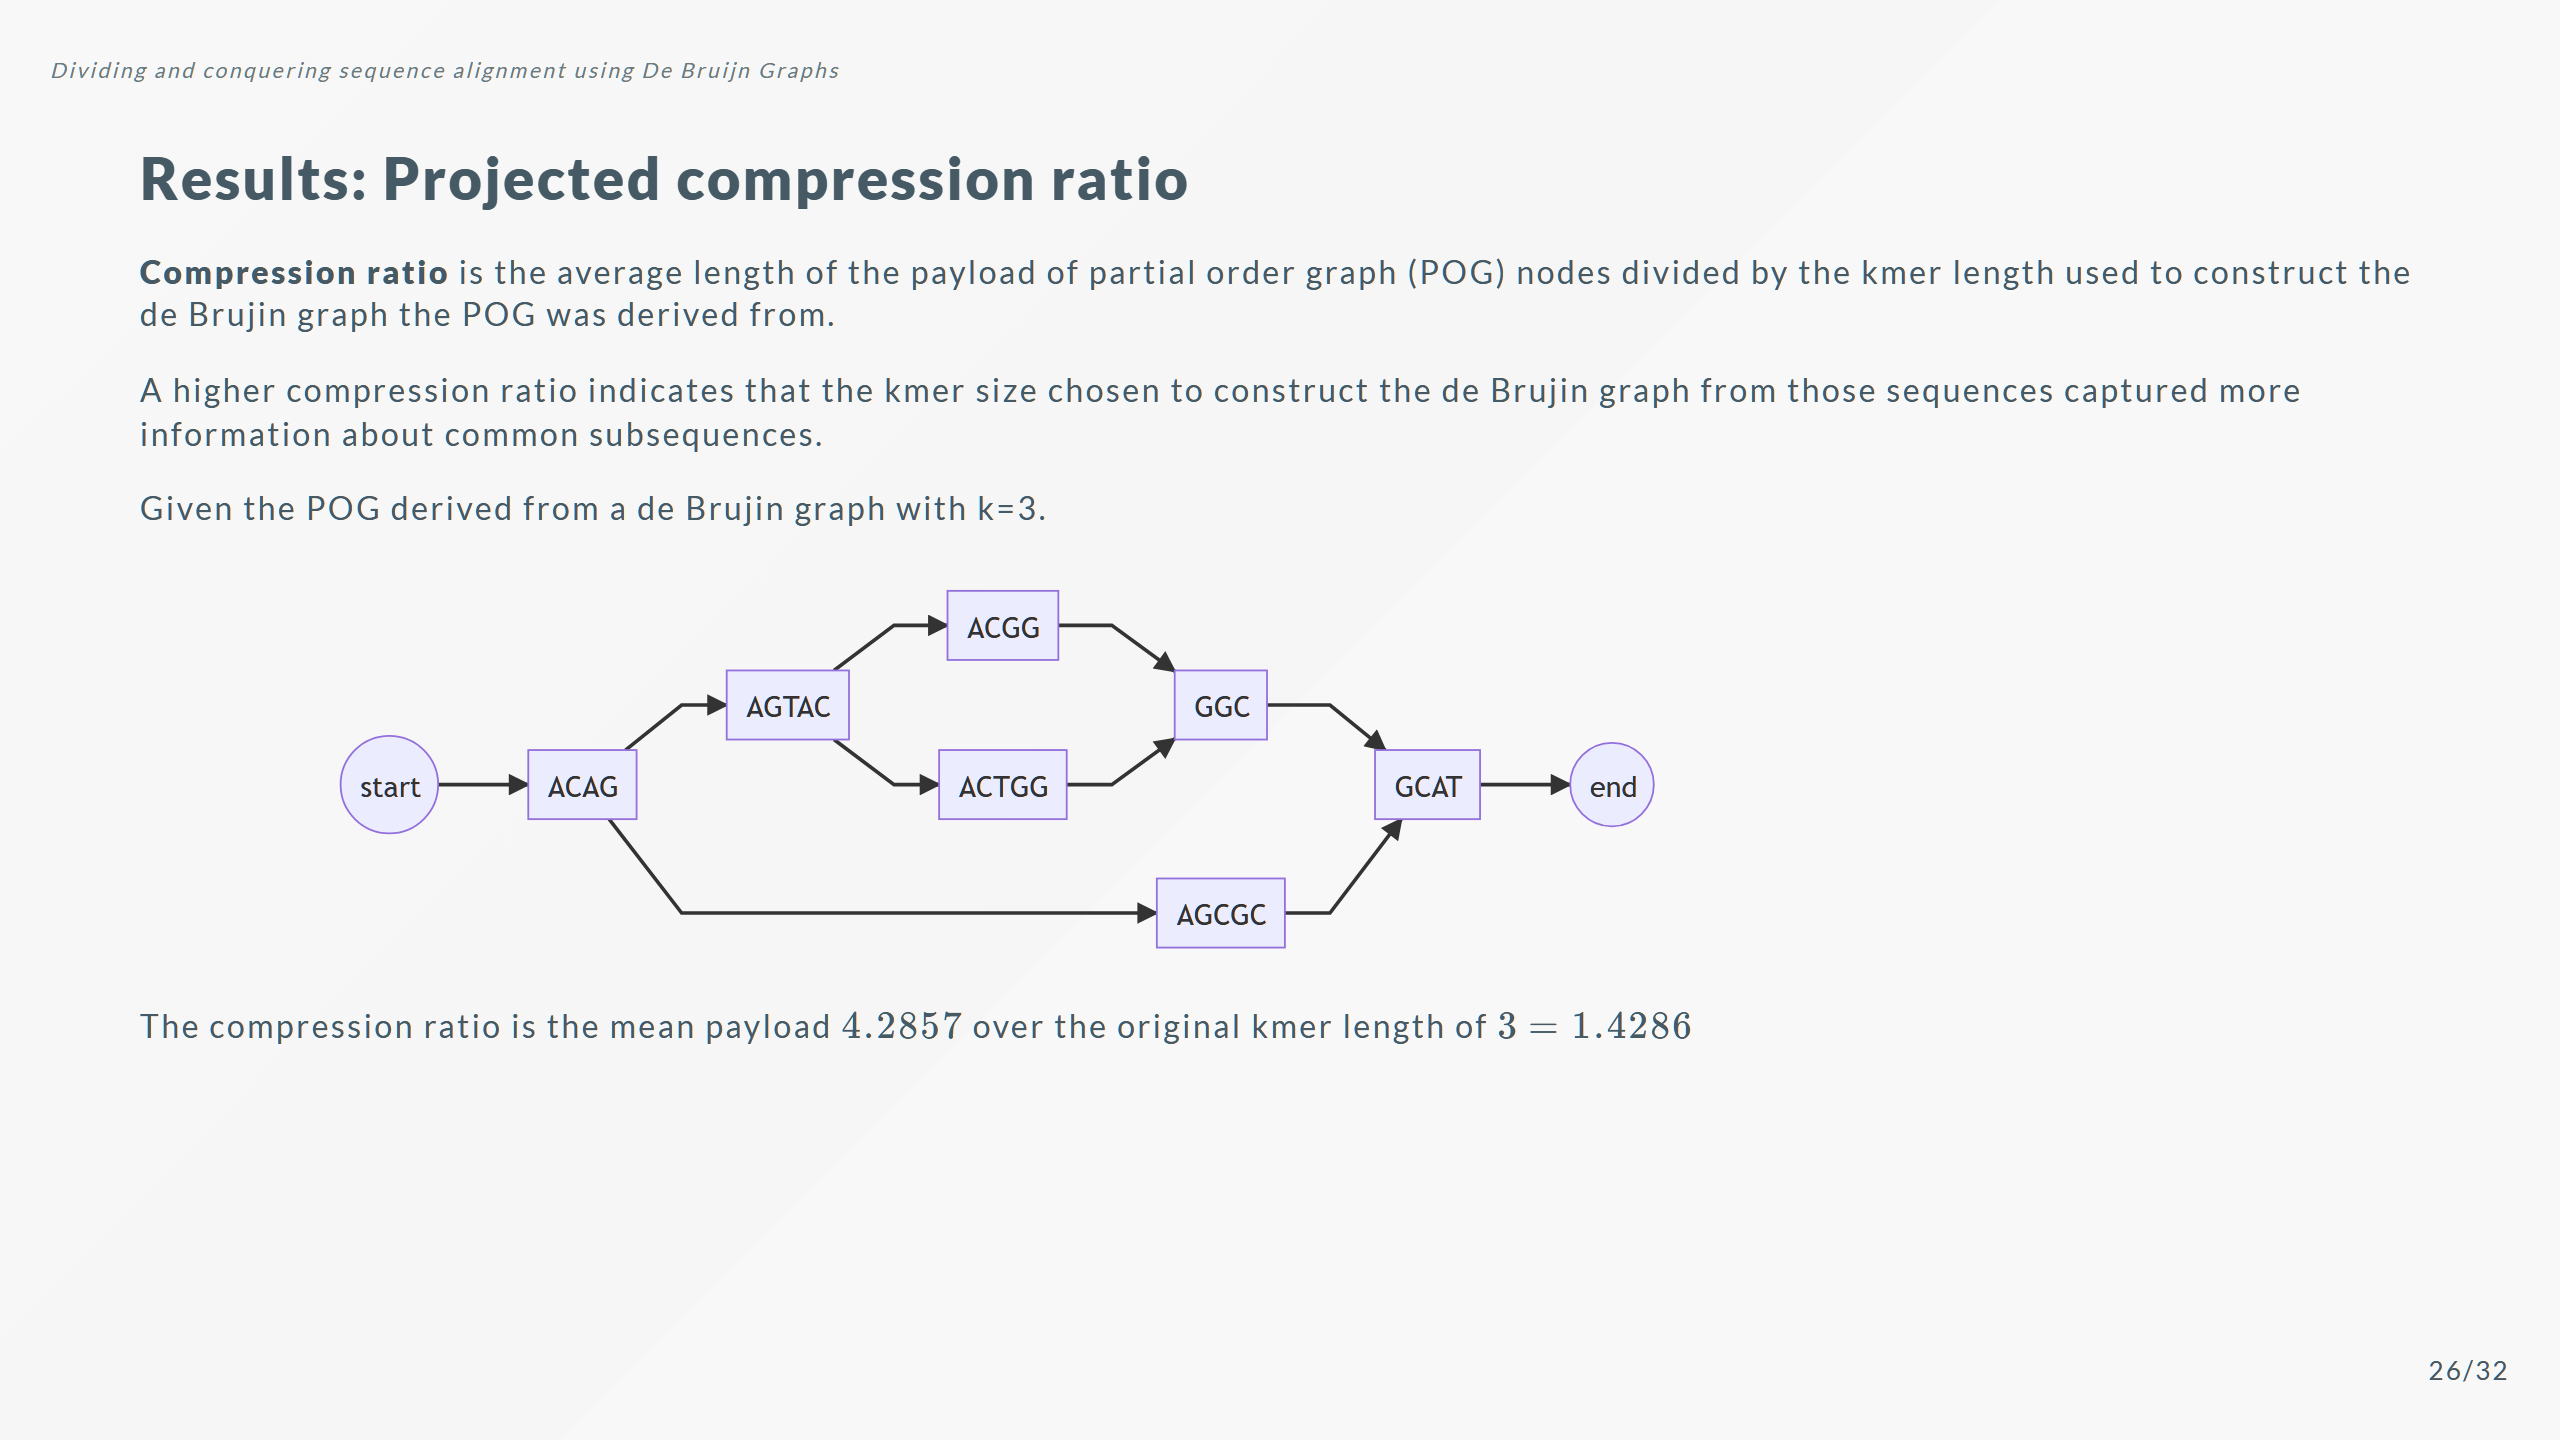 Dividing and conquering sequence alignment using De Bruijn Graphs
Results: Projected compression ratio
Compression ratio is the average length of the payload of partial order graph (POG) nodes divided by the kmer length used to construct the
de Brujin graph the POG was derived from.
A higher compression ratio indicates that the kmer size chosen to construct the de Brujin graph from those sequences captured more
information about common subsequences.
Given the POG derived from a de Brujin graph with k=3.
start
ACAG
AGTAC
ACGG
ACTGG
GGC
AGCGC
GCAT
end
The compression ratio is the mean payload 4.2857 over the original kmer length of 3 = 1.4286
26/32